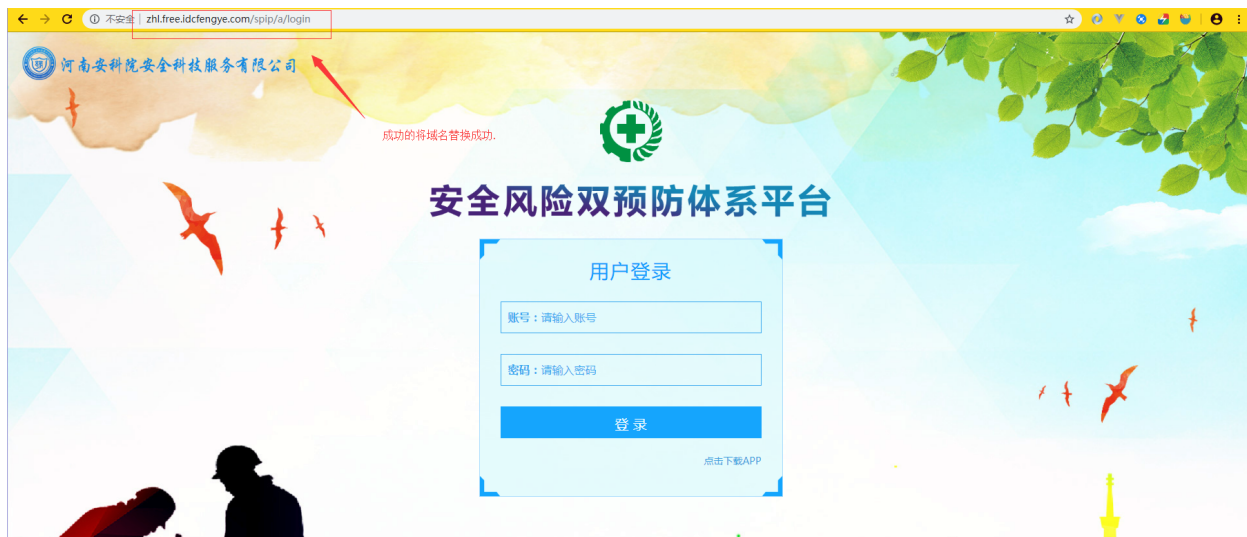 不安全 zhl.free.idcfengye.com/spip/a/login
河南安科院安全科技服务有限公司
成功的将域名替换成功.
安全风险双预防体系平台
用户登录
账号：请输入账号
密码：请输入密码
登 录
点击下载APP